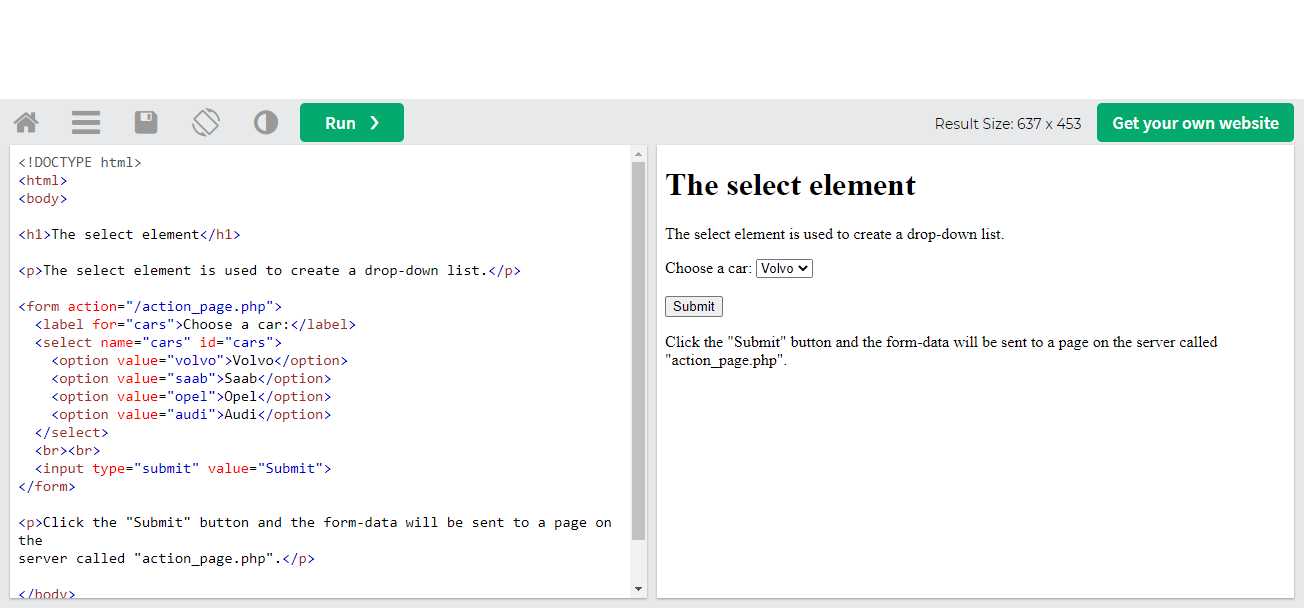 Run ❯
Result Size: 637 x 453
Get your own website
<!DOCTYPE html>
<html>
<body>
<h1>The select element</h1>
<p>The select element is used to create a drop-down list.</p>
<form action="/action_page.php">
<label for="cars">Choose a car:</label>
<select name="cars" id="cars">
<option value="volvo">Volvo</option>
<option value="saab">Saab</option>
<option value="opel">Opel</option>
<option value="audi">Audi</option>
</select>
<br><br>
<input type="submit" value="Submit">
</form>
<p>Click the "Submit" button and the form-data will be sent to a page on
the
server called "action_page.php".</p>
</body>
The select element
The select element is used to create a drop-down list.
Choose a car: Volvo
Submit
Click the "Submit" button and the form-data will be sent to a page on the server called
"action_page.php".